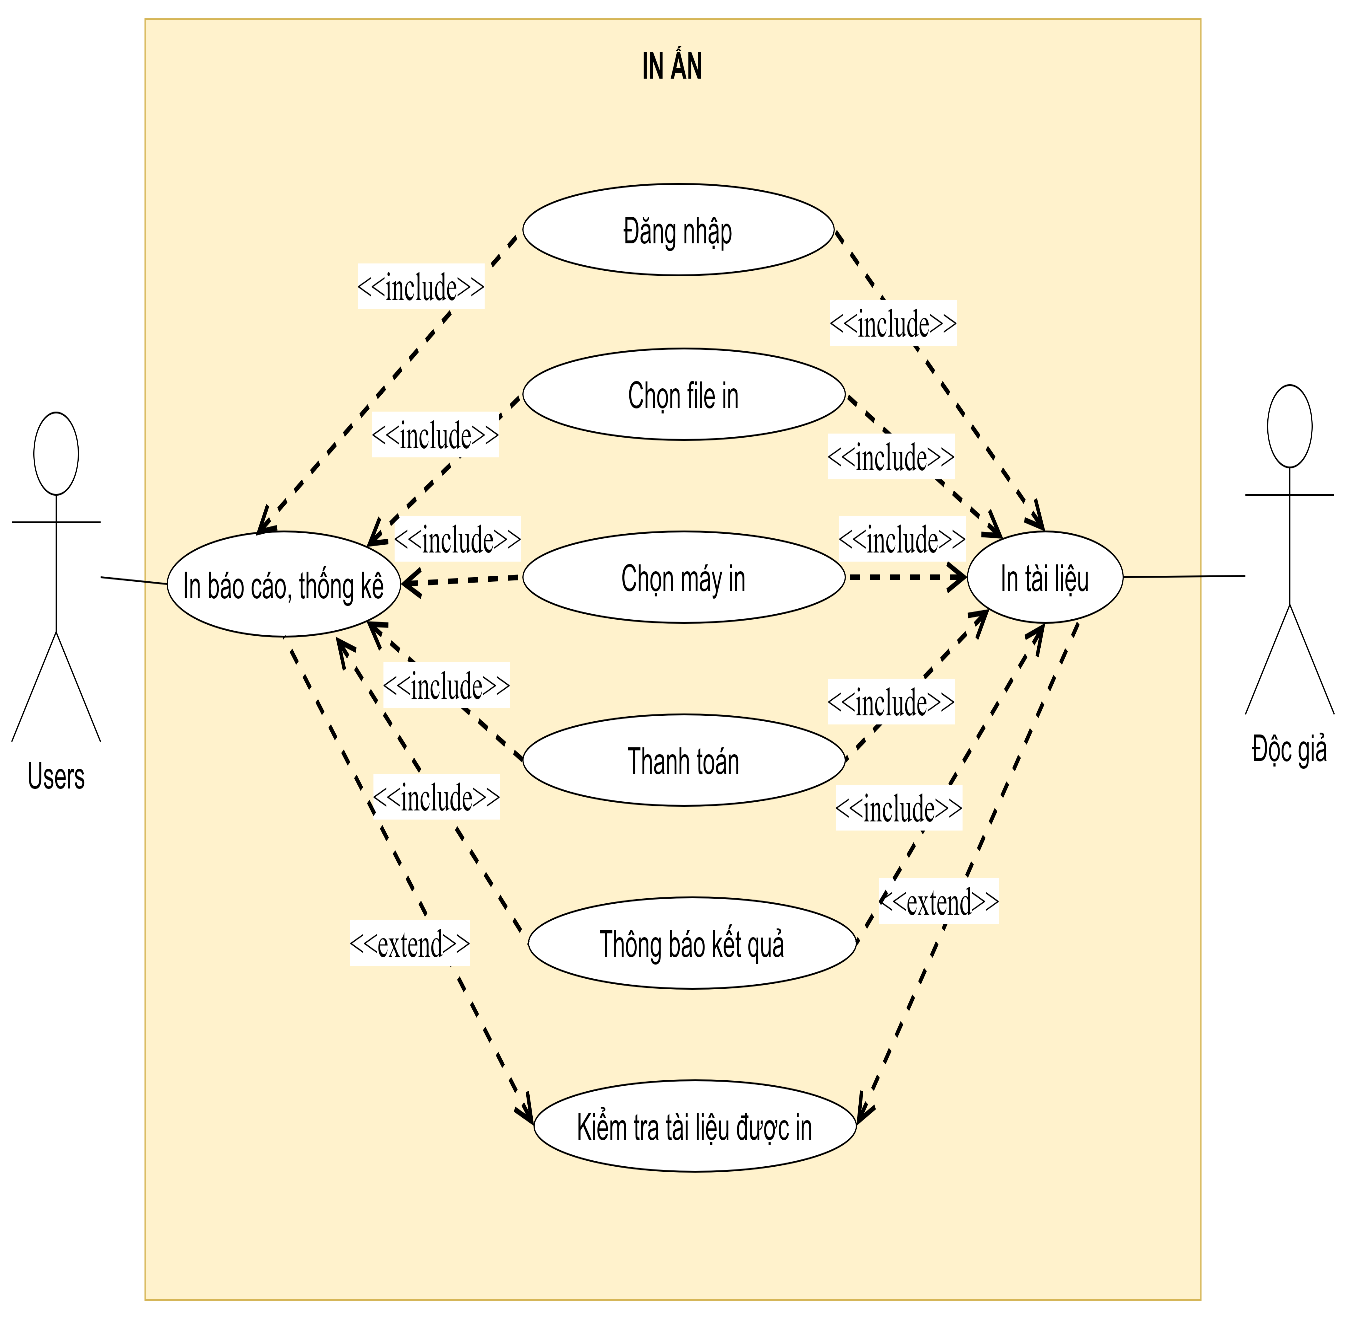 IN ẤN
Đăng nhập
<<include>>
<<include>>
Chọn file in
<<include>>
<<include>>
<<include>>
<<include>>
Chọn máy in
In báo cáo, thống kê
In tài liệu
<<include>>
<<include>>
Thanh toán
Users
Độc giả
<<include>>
<<include>>
<<extend>>
<<extend>>
Thông báo kết quả
Kiểm tra tài liệu được in